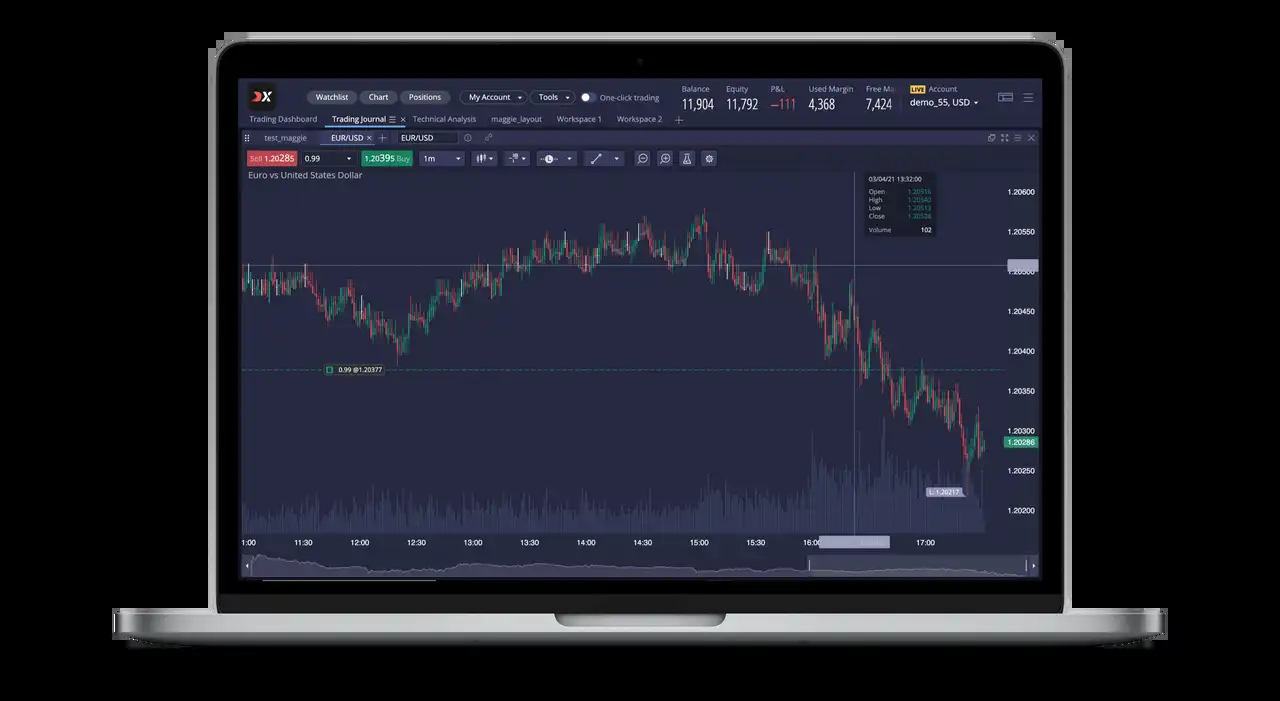 Watchlist Chart Positions My Account Tools One-click trading
Balance 11,904
Equity 11,792
P&L —111
Used Margin 4,368
Free Ma 7,424
LIVE Account
demo_55, USD
Trading Dashboard Trading Journal Technical Analysis maggie_layout Workspace 1 Workspace 2
test_maggie EUR/USD EUR/USD
Sell 1.20285 0.99 1.20395 Buy 1m
Euro vs United States Dollar
03/04/21 13:32:00
Open 1.20516
High 1.20540
Low 1.20513
Close
Volume 102
1.20600
1.20550
1.20500
1.20450
1.20400
1.20350
1.20300
1.20286
1.20250
1.20200
0.99 @1.20377
L: 1.20217
1:00 11:30 12:00 12:30 13:00 13:30 14:00 14:30 15:00 15:30 16:00 17:00